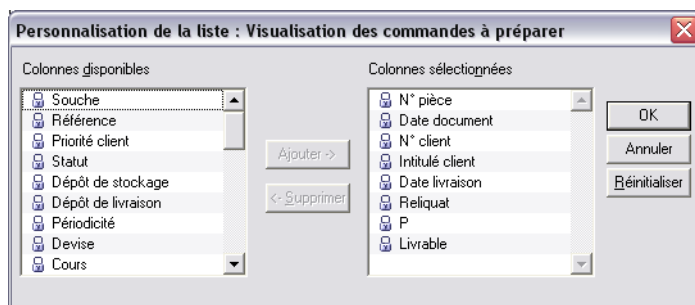 Personnalisation de la liste : Visualisation des commandes à préparer
Colonnes disponibles
Souche
Référence
Priorité client
Statut
Dépôt de stockage
Dépôt de livraison
Périodicité
Devise
Cours
Ajouter ->
<- Supprimer
Colonnes sélectionnées
N° pièce
Date document
N° client
Intitulé client
Date livraison
Reliquat
P
Livrable
OK
Annuler
Réinitialiser